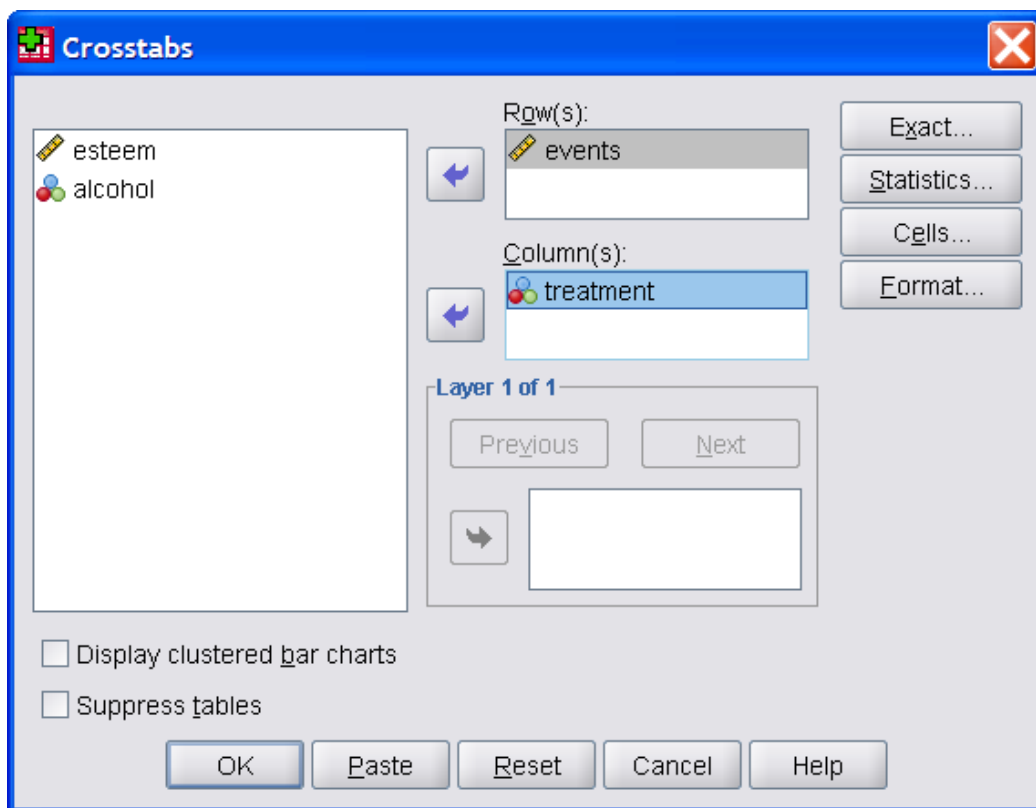 Crosstabs
esteem
alcohol
Row(s):
events
Column(s):
treatment
Layer 1 of 1
Previous
Next
Exact...
Statistics...
Cells...
Format...
Display clustered bar charts
Suppress tables
OK Paste Reset Cancel Help